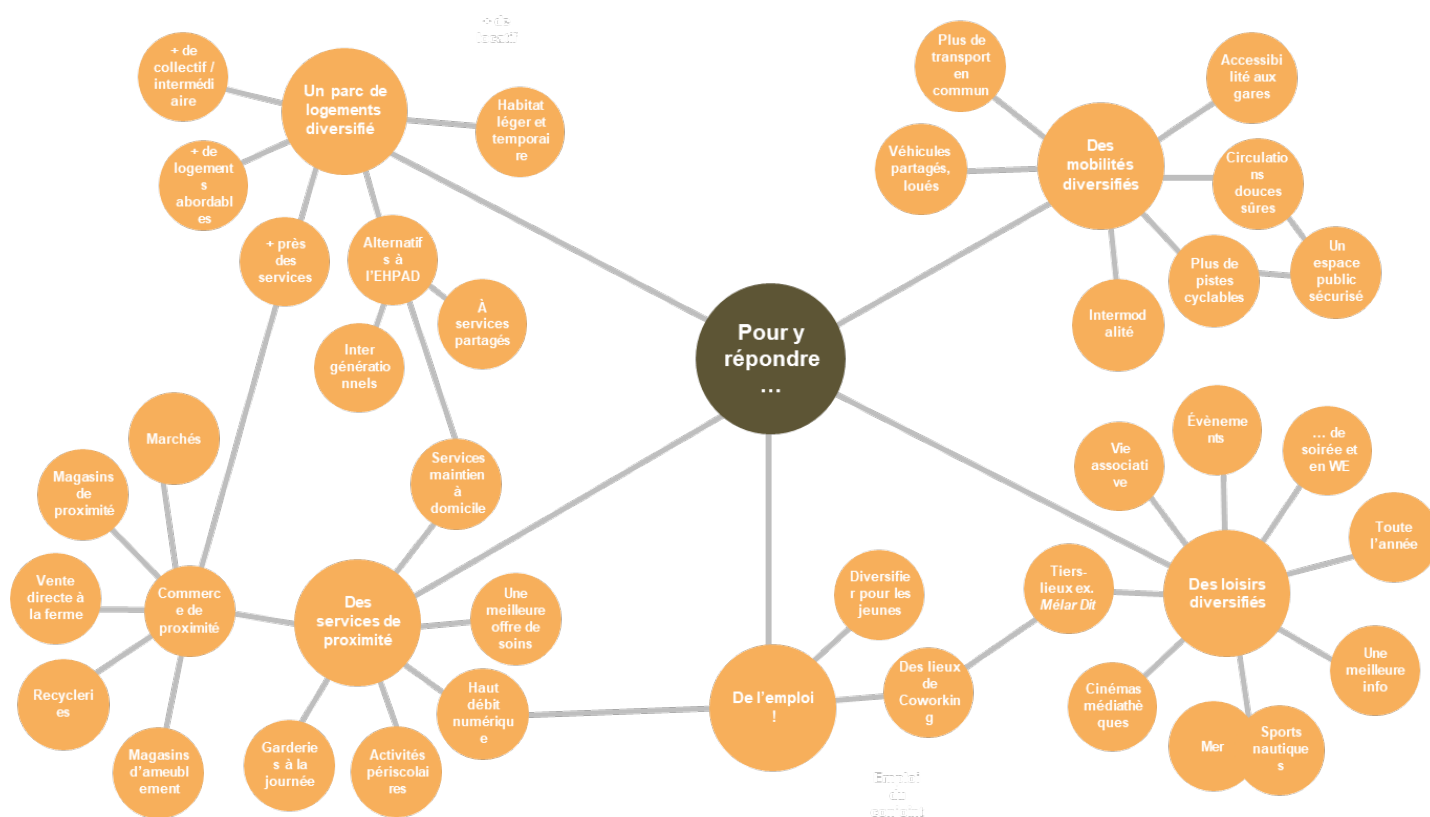 + de
locatif
+ de
collectif /
intermédi
aire
Un parc de
logements
diversifié
Habitat
léger et
temporai
re
+ de
logement
s
abordabl
es
+ près
des
services
Alternatif
s à
l'EHPAD
À
services
partagés
Inter
génératio
nnels
Plus de
transport
en
commun
Accessibi
lité aux
gares
Des
mobilités
diversifiés
Véhicules
partagés,
loués
Circulatio
ns
douces
sûres
Un
espace
public
sécurisé
Plus de
pistes
cyclables
Intermod
alité
Pour y
répondre
…
Marchés
Magasins
de
proximité
Vente
directe à
la ferme
Commerc
e de
proximité
Recycleri
es
Magasins
d'ameubl
ement
Services
maintien
à
domicile
Des
services de
proximité
Une
meilleure
offre de
soins
Haut
débit
numériqu
e
Garderie
s à la
journée
Activités
périscolai
res
Diversifie
r pour les
jeunes
De l'emploi
!
Des lieux
de
Coworkin
g
Emploi
du
conjoint
Vie
associati
ve
Évèneme
nts
… de
soirée et
en WE
Toute
l'année
Tiers-
lieux ex.
Mélar Dit
Des loisirs
diversifiés
Une
meilleure
info
Cinémas
médiathè
ques
Mer
Sports
nautique
s